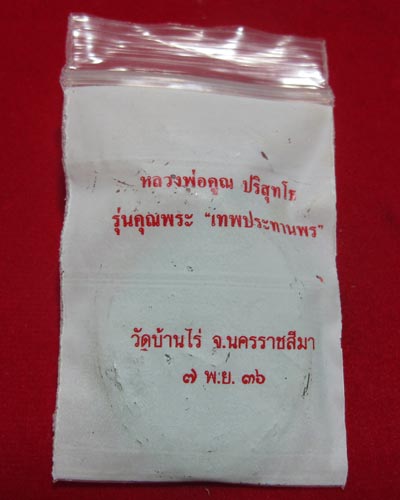 หลวงพ่อคูณ ปริสุทโธ
รุ่นคุณพระ "เทพประทานพร"
วัดบ้านไร่ จ.นครราชสีมา
๗ พ.ย. ๓๖